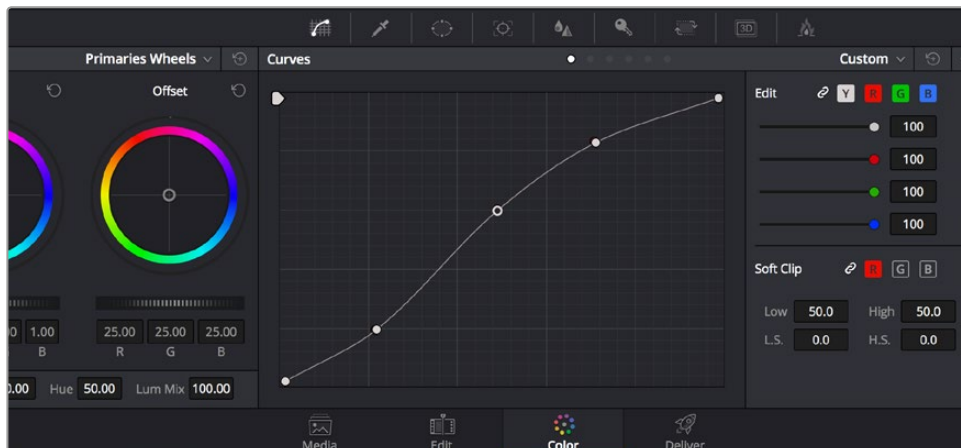 3D
Primaries Wheels
Curves
Custom
Offset
Edit Y R G B
100
100
100
100
Soft Clip R G B
Low 50.0 High 50.0
L.S. 0.0 H.S. 0.0
1.00 25.00 25.00 25.00
B R G B
Hue 50.00 Lum Mix 100.00
Media Edit Color Deliver